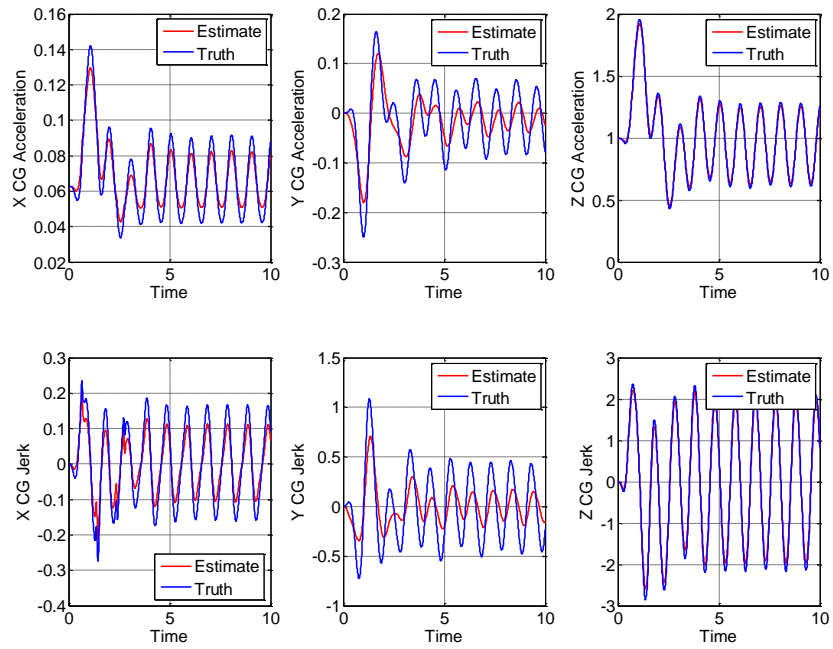 0.16
0.14
0.12
0.1
0.08
0.06
0.04
0.02
0
5
10
X CG Acceleration
Time
Estimate
Truth
0.2
0.1
0
-0.1
-0.2
-0.3
0
5
10
Y CG Acceleration
Time
Estimate
Truth
2
1.5
1
0.5
0
0
5
10
Z CG Acceleration
Time
Estimate
Truth
0.3
0.2
0.1
0
-0.1
-0.2
-0.3
-0.4
0
5
10
X CG Jerk
Time
Estimate
Truth
1.5
1
0.5
0
-0.5
-1
0
5
10
Y CG Jerk
Time
Estimate
Truth
3
2
1
0
-1
-2
-3
0
5
10
Z CG Jerk
Time
Estimate
Truth